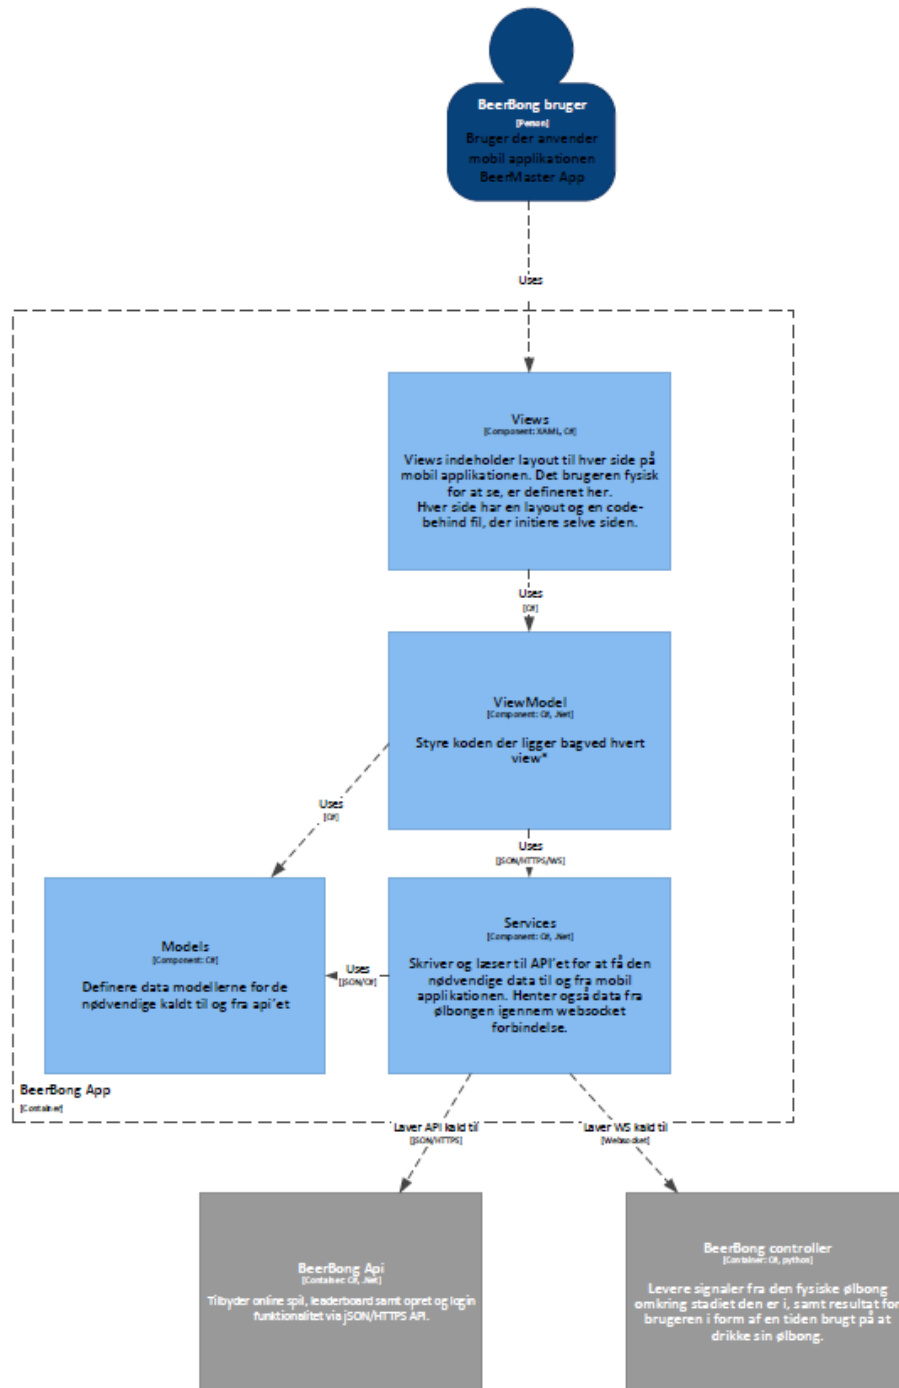 BeerBong bruger
[Person]
Bruger der anvender
mobil applikationen
BeerMaster App
Uses
Views
[Component: XAML, C#]
Views indeholder layout til hver side på
mobil applikationen. Det brugeren fysisk
for at se, er defineret her.
Hver side har en layout og en code-
behind fil, der initiere selve siden.
Uses
[C#]
ViewModel
[Component: C#, .Net]
Styre koden der ligger bagved hvert
view*
Uses
[C#]
Uses
[JSON/HTTPS/WS]
Models
[Component: C#]
Definere data modellerne for de
nødvendige kaldt til og fra api'et
Uses
[JSON/C#]
Services
[Component: C#, .Net]
Skriver og læser til API'et for at få den
nødvendige data til og fra mobil
applikationen. Henter også data fra
ølbongen igennem websocket
forbindelse.
BeerBong App
[Container]
Laver API kald til
[JSON/HTTPS]
Laver WS kald til
[Websocket]
BeerBong Api
[Container: C#, .Net]
Tilbyder online spil, leaderboard samt opret og login
funktionalitet via JSON/HTTPS API.
BeerBong controller
[Container: C#, python]
Levere signaler fra den fysiske ølbong
omkring stadiet den er i, samt resultat for
brugeren i form af en tiden brugt på at
drikke sin ølbong.